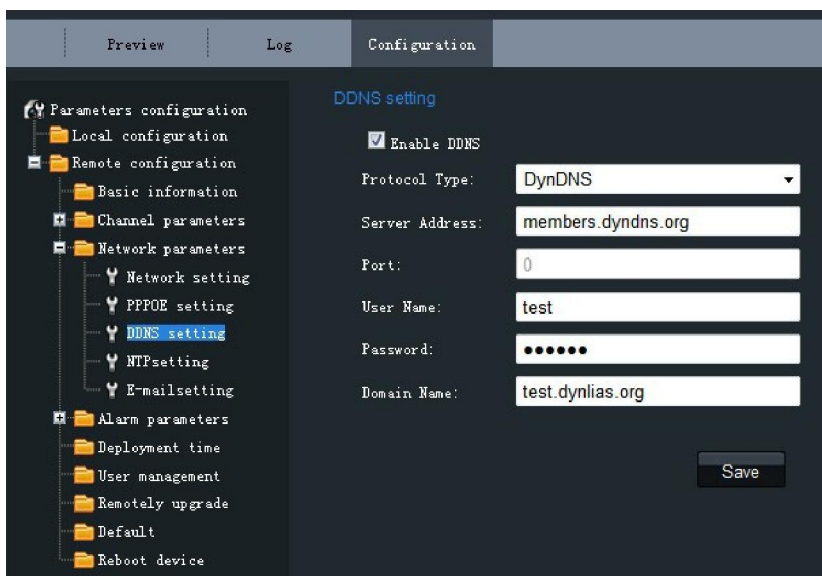 Preview
Log
Configuration
Parameters configuration
Local configuration
Remote configuration
Basic information
Channel parameters
Network parameters
Network setting
PPPOE setting
DDNS setting
NTPsetting
E-mailsetting
Alarm parameters
Deployment time
User management
Remotely upgrade
Default
Reboot device
DDNS setting
Enable DDNS
Protocol Type: DynDNS
Server Address: members.dyndns.org
Port: 0
User Name: test
Password: ●●●●●●
Domain Name: test.dynlias.org
Save